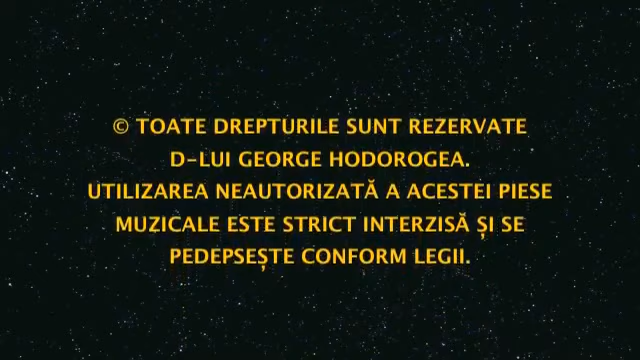 © TOATE DREPTURILE SUNT REZERVATE
D-LUI GEORGE HODOROGEA.
UTILIZAREA NEAUTORIZATĂ A ACESTEI PIESE
MUZICALE ESTE STRICT INTERZISĂ ȘI SE
PEDEPSEȘTE CONFORM LEGII.